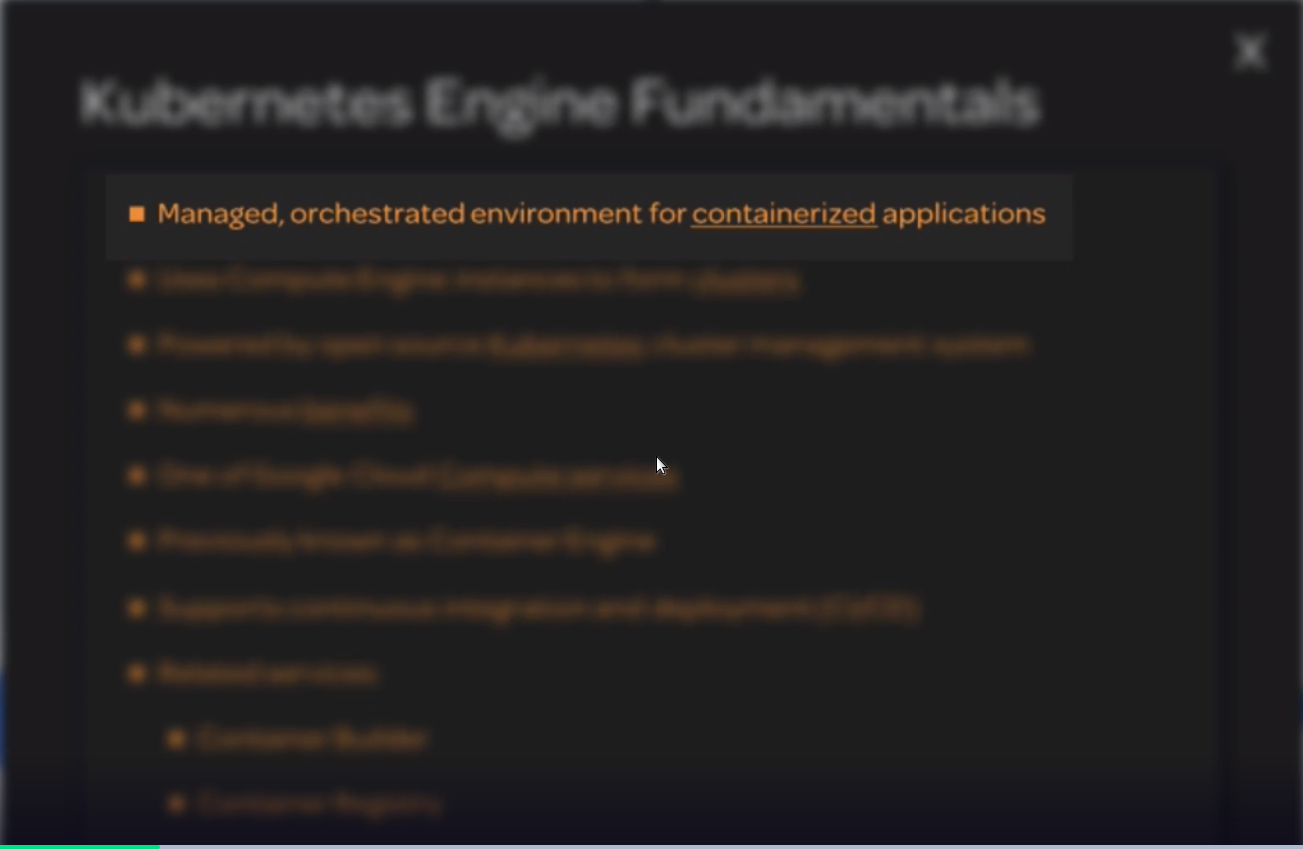 X
Kubernetes Engine Fundamentals
Managed, orchestrated environment for containerized applications
Uses Compute Engine instances to form clusters
Powered by open source Kubernetes cluster management system
Numerous benefits
One of Google Cloud Compute services
Previously known as Container Engine
Supports continuous integration and deployment (CI/CD)
Related services:
Container Builder
Container Registry